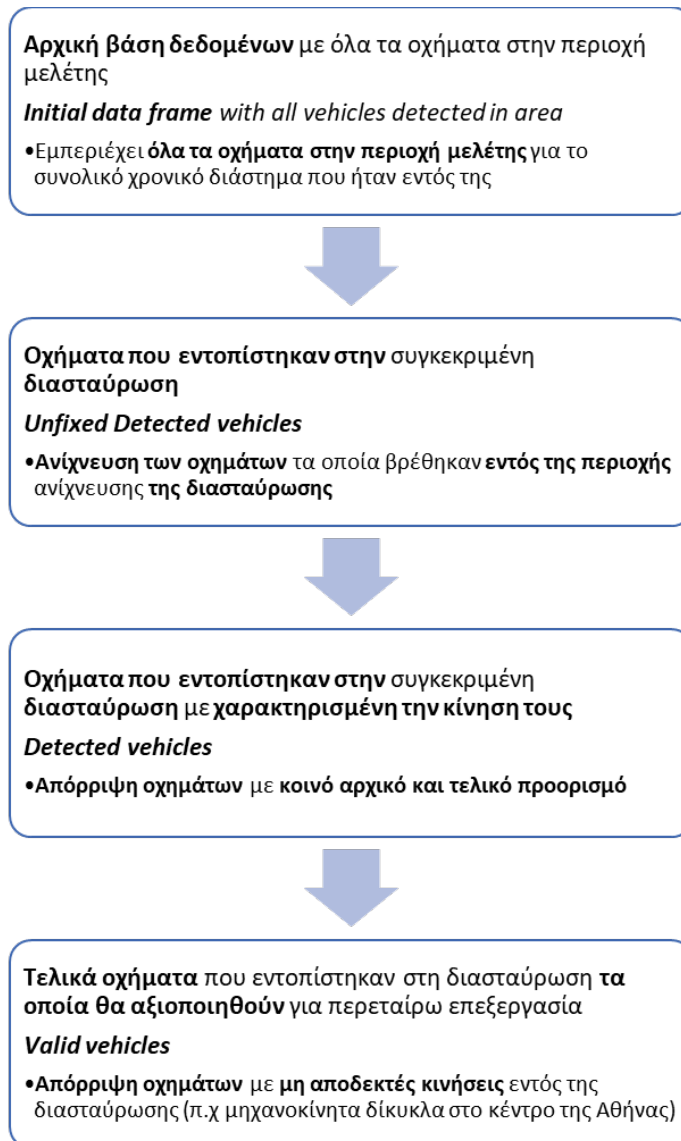 Αρχική βάση δεδομένων με όλα τα οχήματα στην περιοχή
μελέτης
Initial data frame with all vehicles detected in area
•Εμπεριέχει όλα τα οχήματα στην περιοχή μελέτης για το
συνολικό χρονικό διάστημα που ήταν εντός της
Οχήματα που εντοπίστηκαν στην συγκεκριμένη
διασταύρωση
Unfixed Detected vehicles
•Ανίχνευση των οχημάτων τα οποία βρέθηκαν εντός της περιοχής
ανίχνευσης της διασταύρωσης
Οχήματα που εντοπίστηκαν στην συγκεκριμένη
διασταύρωση με χαρακτηρισμένη την κίνηση τους
Detected vehicles
•Απόρριψη οχημάτων με κοινό αρχικό και τελικό προορισμό
Τελικά οχήματα που εντοπίστηκαν στη διασταύρωση τα
οποία θα αξιοποιηθούν για περεταίρω επεξεργασία
Valid vehicles
•Απόρριψη οχημάτων με μη αποδεκτές κινήσεις εντός της
διασταύρωσης (π.χ μηχανοκίνητα δίκυκλα στο κέντρο της Αθήνας)